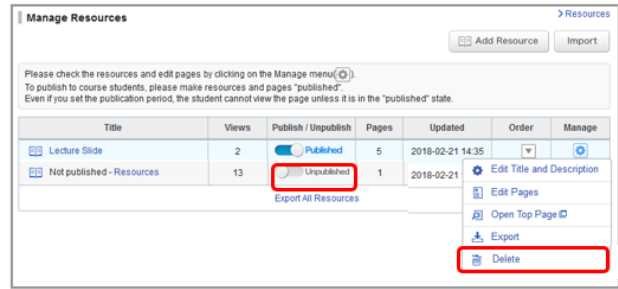 Manage Resources
Resources
Add Resource
Import
Please check the resources and edit pages by clicking on the Manage menu( ).
To publish to course students, please make resources and pages "published".
Even if you set the publication period, the student cannot view the page unless it is in the "published" state.
Title Views Publish / Unpublish Pages Updated Order Manage
Lecture Slide 2 Published 5 2018-02-21 14:35
Not published - Resources 13 Unpublished 1 2018-02-21
Edit Title and Description
Export All Resources
Edit Pages
Open Top Page
Export
Delete